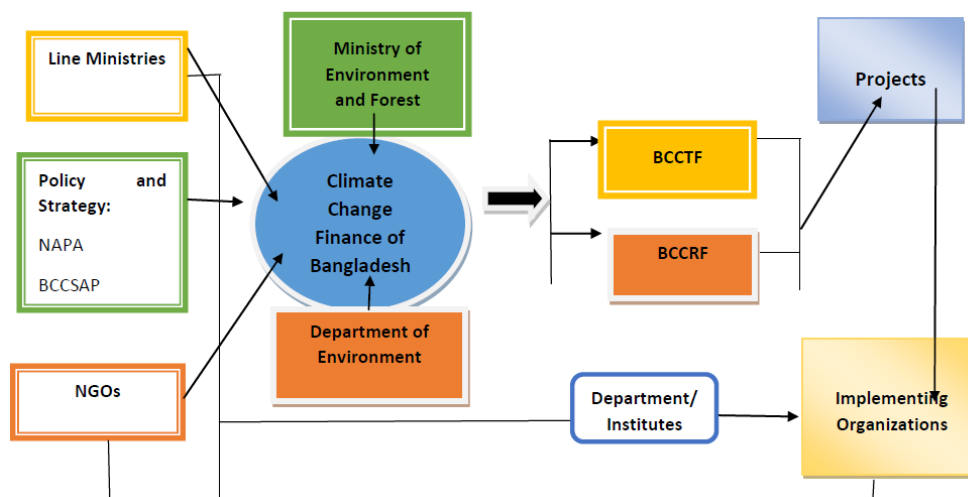 Line Ministries
Ministry of
Environment
and Forest
Projects
Policy and
Strategy:
NAPA
BCCSAP
Climate
Change
Finance of
Bangladesh
BCCTF
BCCRF
Department of
Environment
NGOs
Department/
Institutes
Implementing
Organizations